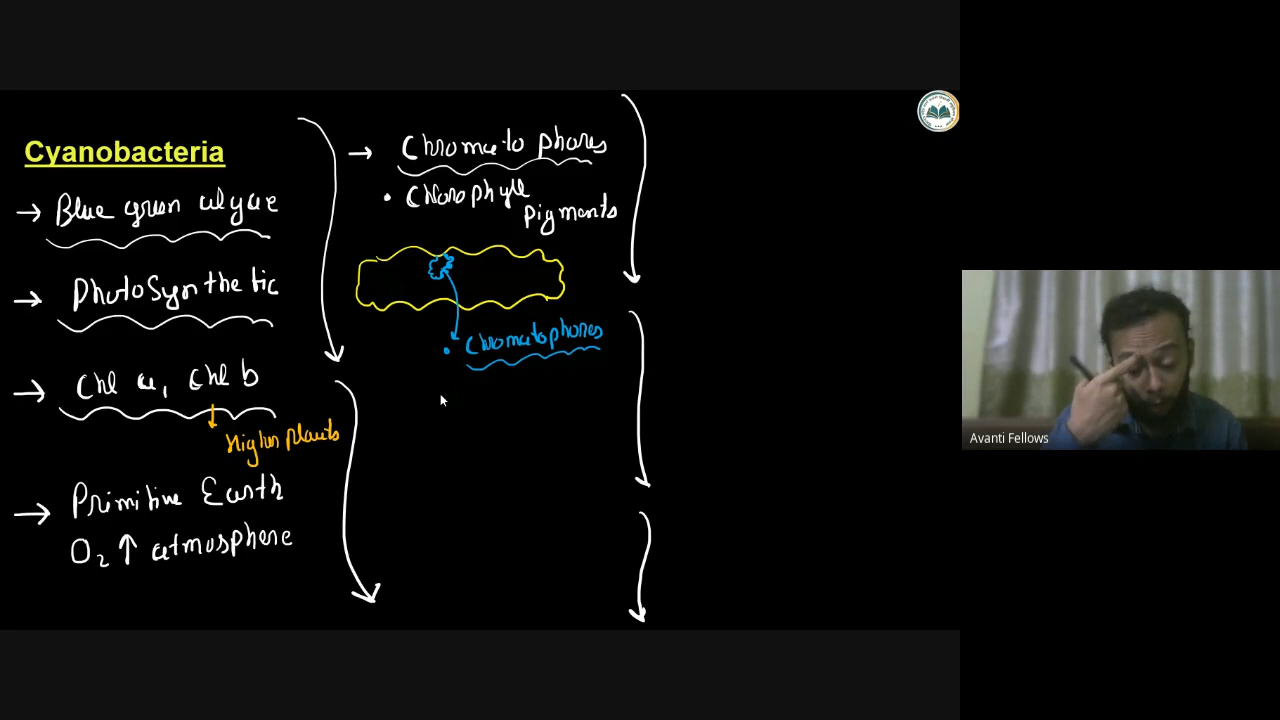 Cyanobacteria
→ Blue green algae
→ Photosynthetic
→ Chl a, Chl b
Higher plants
→ Primitive Earth
O₂ ↑ atmosphere
→ Chromatophores
• Chlorophyll
Pigments
• Chromatophores
Avanti Fellows